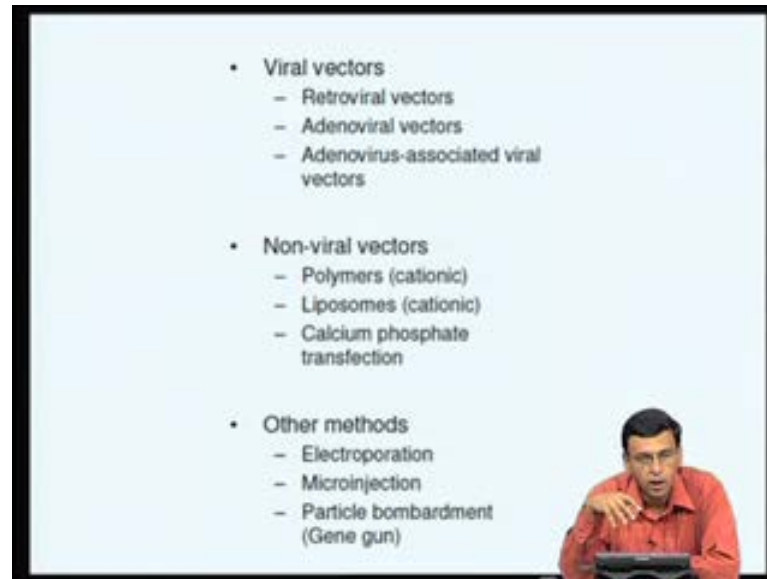 • Viral vectors
– Retroviral vectors
– Adenoviral vectors
– Adenovirus-associated viral
vectors
• Non-viral vectors
– Polymers (cationic)
– Liposomes (cationic)
– Calcium phosphate
transfection
• Other methods
– Electroporation
– Microinjection
– Particle bombardment
(Gene gun)